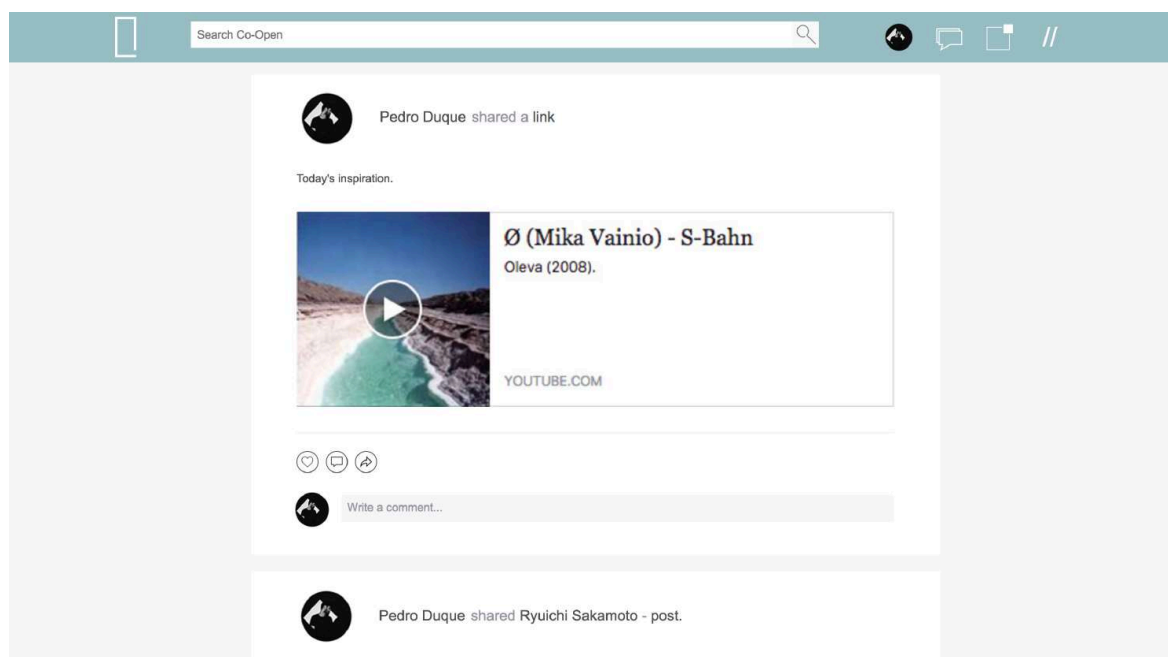 Search Co-Open
Pedro Duque shared a link
Today's inspiration.
Ø (Mika Vainio) - S-Bahn
Oleva (2008).
YOUTUBE.COM
Write a comment...
Pedro Duque shared Ryuichi Sakamoto - post.